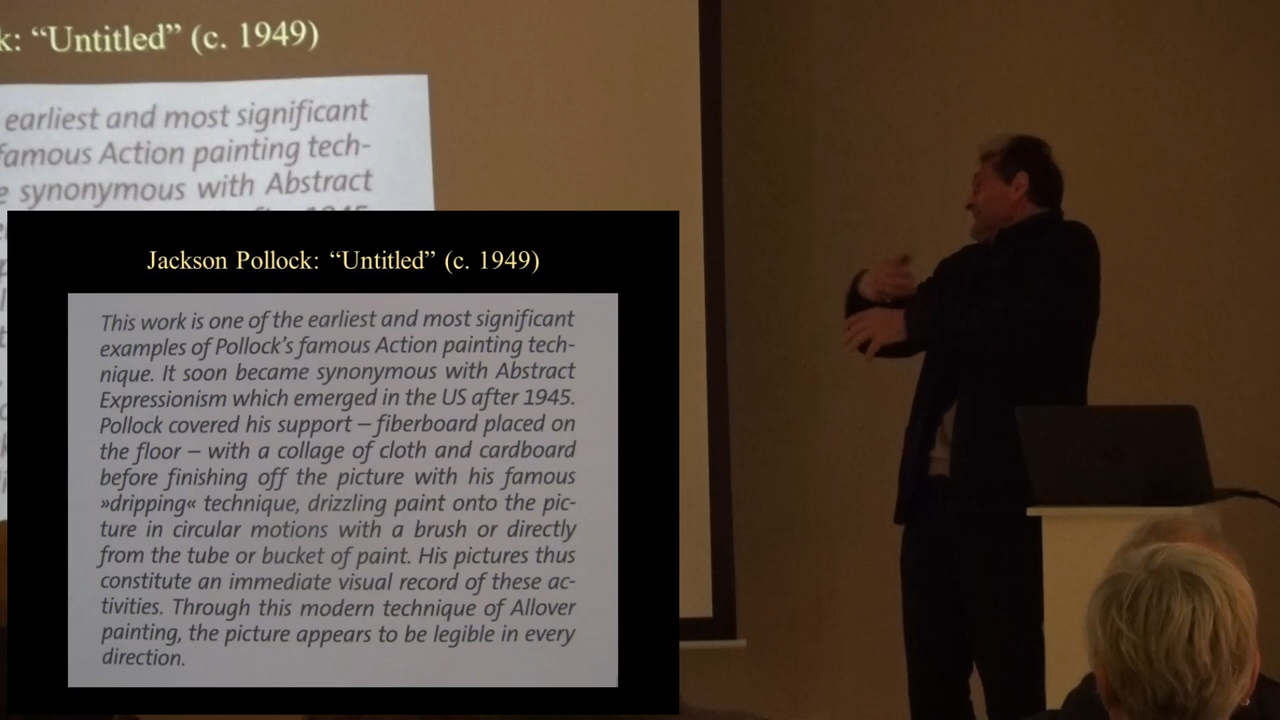 k: “Untitled” (c. 1949)
earliest and most significant
famous Action painting tech-
e synonymous with Abstract
Jackson Pollock: “Untitled” (c. 1949)
This work is one of the earliest and most significant
examples of Pollock’s famous Action painting tech-
nique. It soon became synonymous with Abstract
Expressionism which emerged in the US after 1945.
Pollock covered his support – fiberboard placed on
the floor – with a collage of cloth and cardboard
before finishing off the picture with his famous
»dripping« technique, drizzling paint onto the pic-
ture in circular motions with a brush or directly
from the tube or bucket of paint. His pictures thus
constitute an immediate visual record of these ac-
tivities. Through this modern technique of Allover
painting, the picture appears to be legible in every
direction.